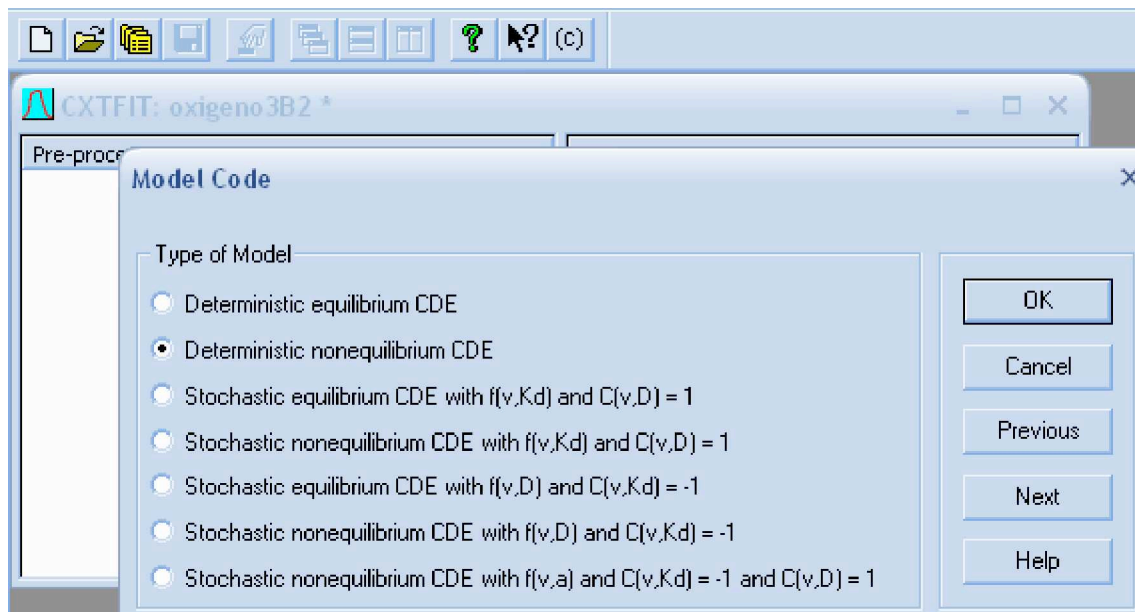 (c)
CXTFIT: oxigeno3B2 *
Pre-proce
Model Code
Type of Model
Deterministic equilibrium CDE
Deterministic nonequilibrium CDE
Stochastic equilibrium CDE with f(v,Kd) and C(v,D) = 1
Stochastic nonequilibrium CDE with f(v,Kd) and C(v,D) = 1
Stochastic equilibrium CDE with f(v,D) and C(v,Kd) = -1
Stochastic nonequilibrium CDE with f(v,D) and C(v,Kd) = -1
Stochastic nonequilibrium CDE with f(v,a) and C(v,Kd) = -1 and C(v,D) = 1
OK
Cancel
Previous
Next
Help